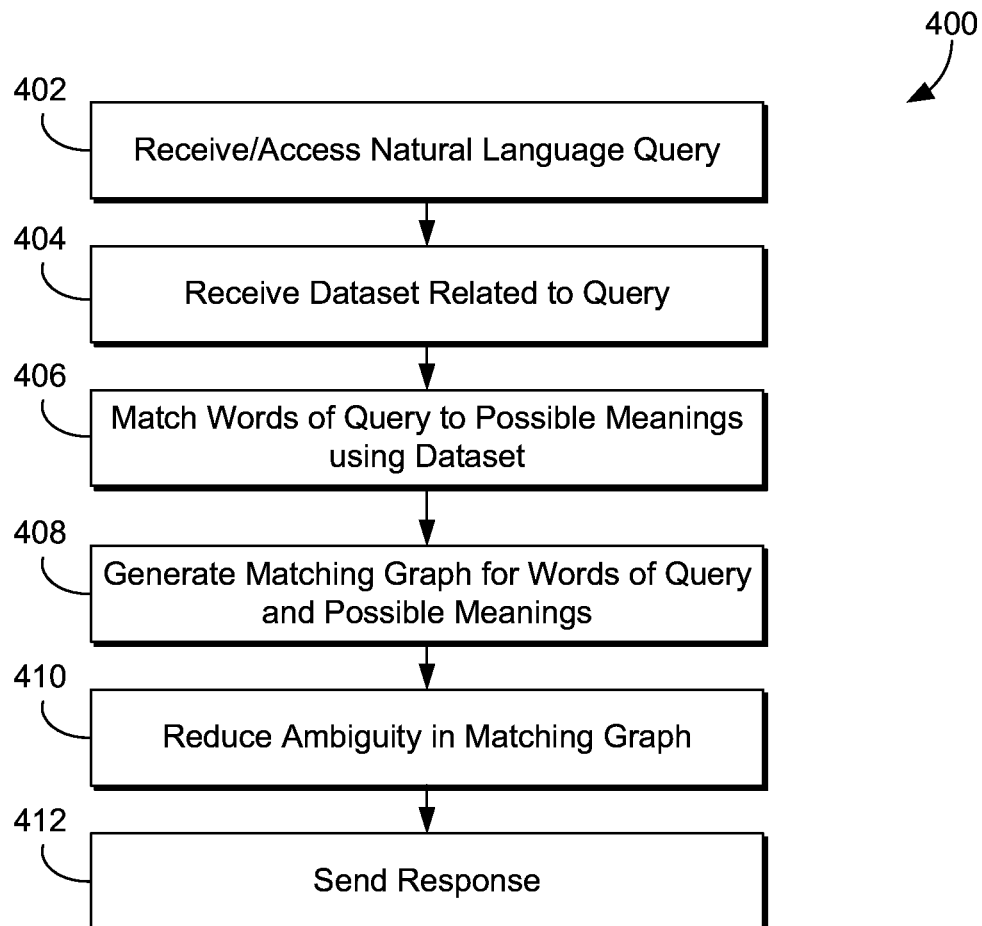 400
402
Receive/Access Natural Language Query
404
Receive Dataset Related to Query
406
Match Words of Query to Possible Meanings
using Dataset
408
Generate Matching Graph for Words of Query
and Possible Meanings
410
Reduce Ambiguity in Matching Graph
412
Send Response